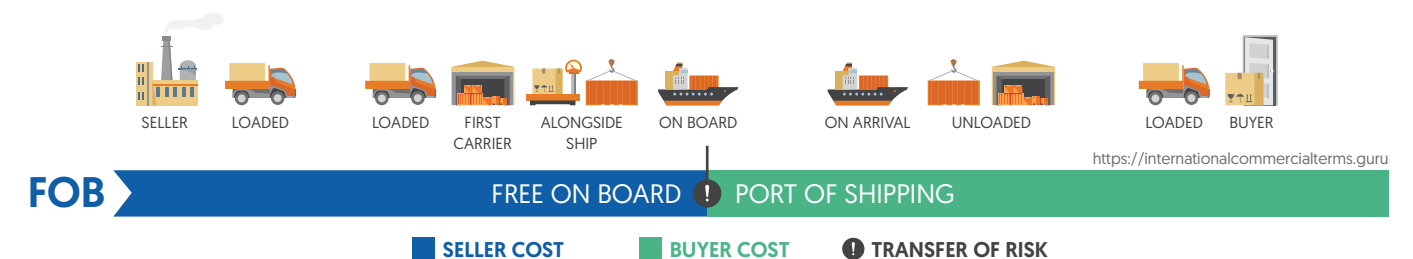 SELLER
LOADED
LOADED
FIRST
CARRIER
ALONGSIDE
SHIP
ON BOARD
ON ARRIVAL
UNLOADED
LOADED
BUYER
https://internationalcommercialterms.guru
FOB
FREE ON BOARD
!
PORT OF SHIPPING
SELLER COST
BUYER COST
! TRANSFER OF RISK